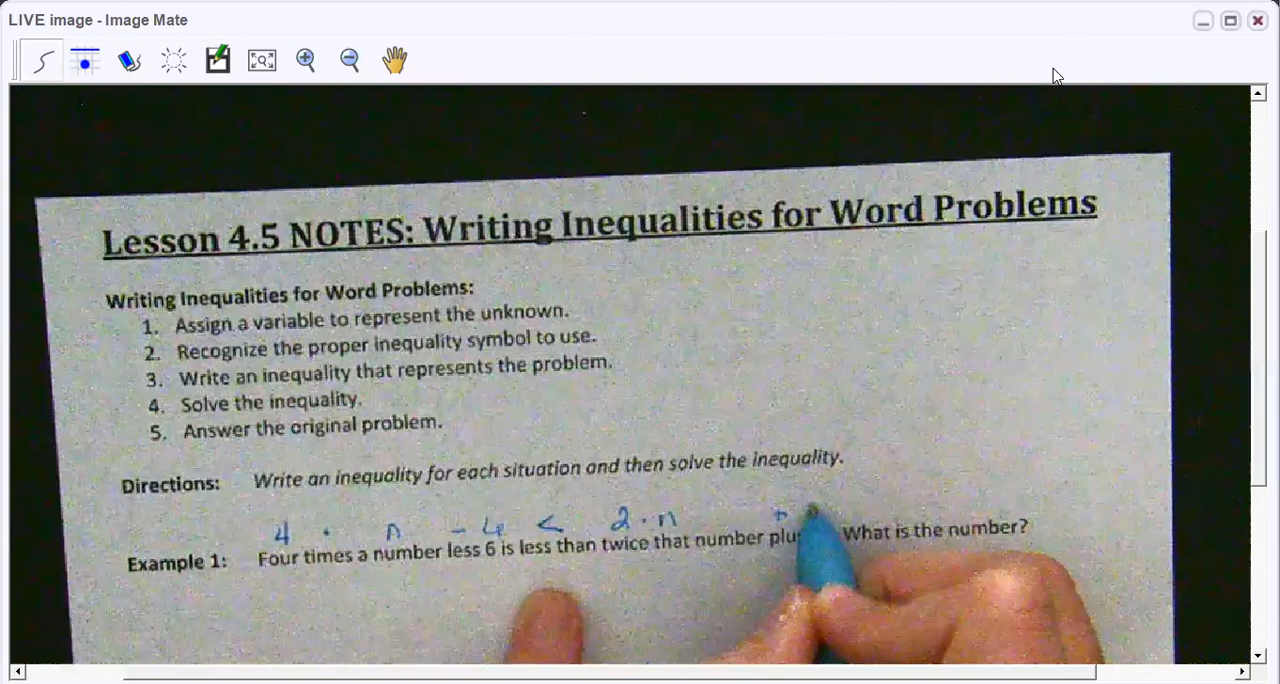 LIVE image - Image Mate
Lesson 4.5 NOTES: Writing Inequalities for Word Problems
Writing Inequalities for Word Problems:
1. Assign a variable to represent the unknown.
2. Recognize the proper inequality symbol to use.
3. Write an inequality that represents the problem.
4. Solve the inequality.
5. Answer the original problem.
Directions: Write an inequality for each situation and then solve the inequality.
4 · n - 6 < 2 · n +
Example 1: Four times a number less 6 is less than twice that number What is the number?